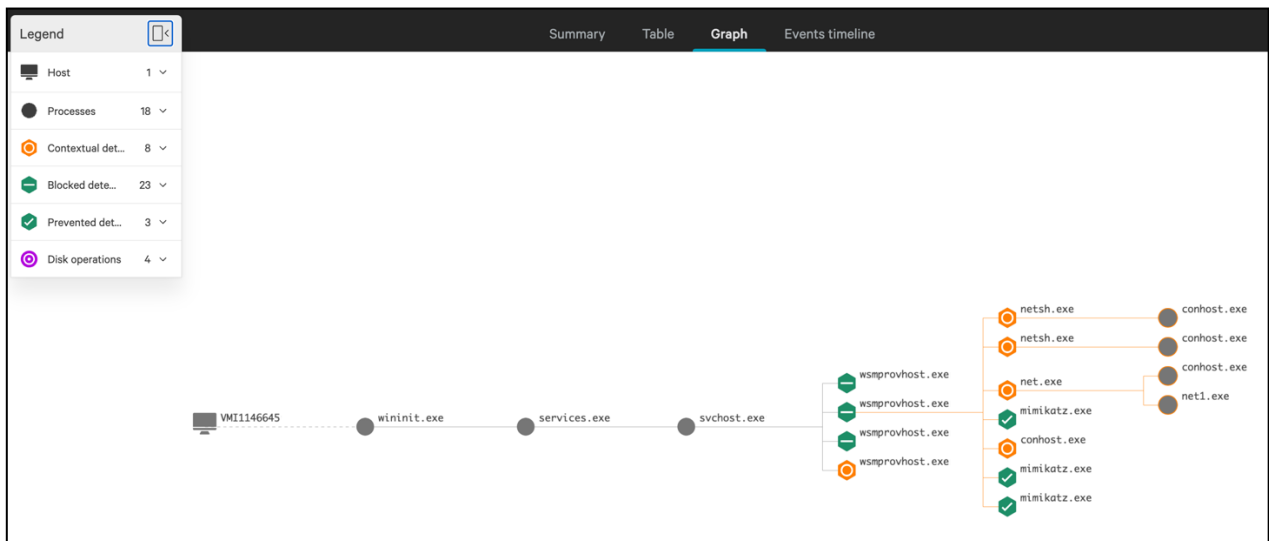 Legend
Summary Table Graph Events timeline
Host 1
Processes 18
Contextual det... 8
Blocked dete... 23
Prevented det... 3
Disk operations 4
netsh.exe conhost.exe
netsh.exe conhost.exe
conhost.exe
wsmprovhost.exe net.exe
net1.exe
wsmprovhost.exe mimikatz.exe
VMI1146645 wininit.exe services.exe svchost.exe
wsmprovhost.exe conhost.exe
wsmprovhost.exe mimikatz.exe
mimikatz.exe